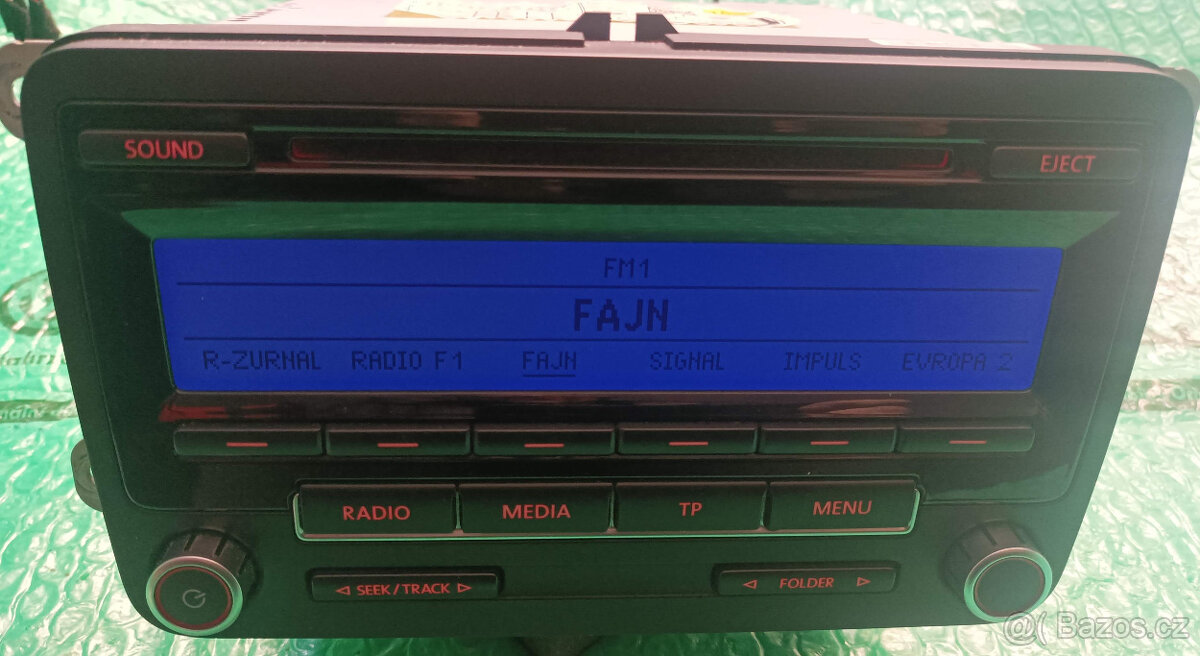 SOUND
EJECT
FM1
FAJN
R-ZURNAL RADIO F1 FAJN SIGNAL IMPULS EVROPA 2
RADIO MEDIA TP MENU
SEEK/TRACK FOLDER
@( Bazos.cz